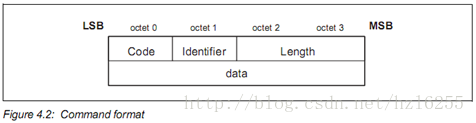 LSB octet 0 octet 1 octet 2 octet 3 MSB
Code Identifier Length
data
http://blog.csdn.net/hz16255
Figure 4.2: Command format